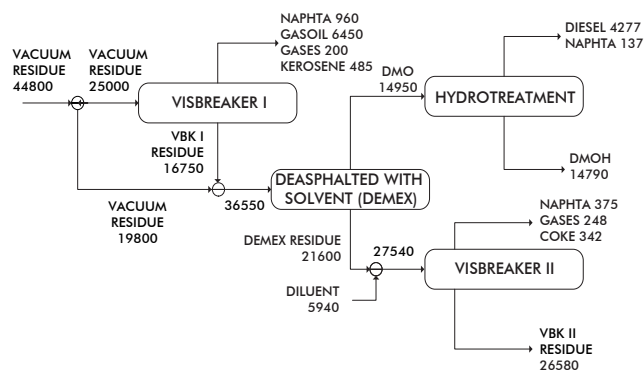 NAPHTA 960
GASOIL 6450
GASES 200
KEROSENE 485
DIESEL 4277
NAPHTA 137
VACUUM
RESIDUE
44800
VACUUM
RESIDUE
25000
VISBREAKER I
DMO
14950
HYDROTREATMENT
VBK I
RESIDUE
16750
DMOH
14790
DEASPHALTED WITH
SOLVENT (DEMEX)
36550
VACUUM
RESIDUE
19800
NAPHTA 375
GASES 248
COKE 342
DEMEX RESIDUE
21600
27540
VISBREAKER II
DILUENT
5940
VBK II
RESIDUE
26580